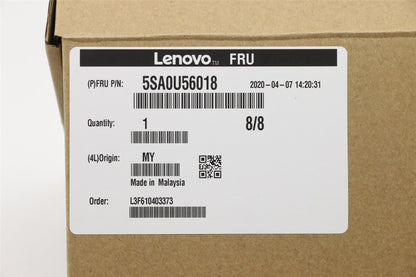 Lenovo™ FRU
(P)FRU P/N: 5SA0U56018 2020-04-07 14:20:31
Quantity: 1 8/8
(4L)Origin: MY
Made in Malaysia
Order: L3F610403373